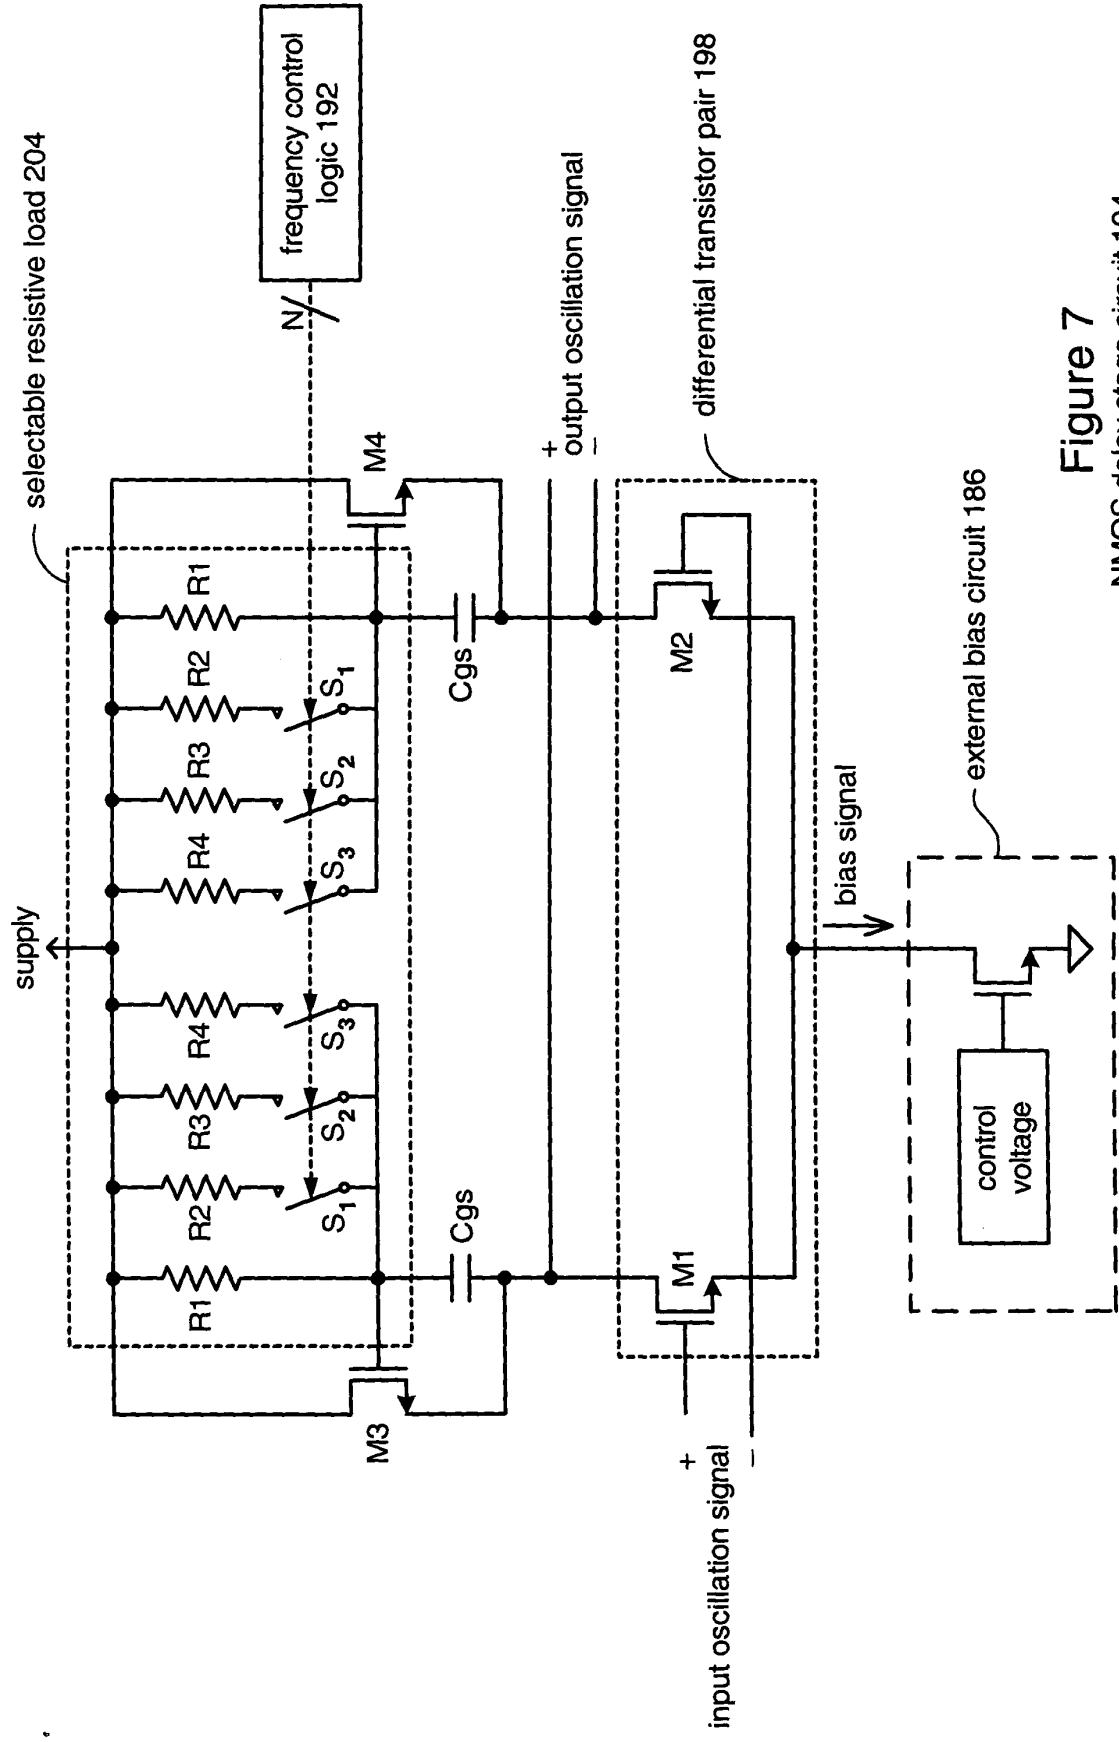 selectable resistive load 204
supply
R1
R2
R3
R4
R4
R3
R2
R1
S1
S2
S3
S3
S2
S1
M3
M4
N
frequency control
logic 192
Cgs
Cgs
+
output oscillation signal
−
M1
M2
differential transistor pair 198
+
input oscillation signal
−
bias signal
control
voltage
external bias circuit 186
Figure 7